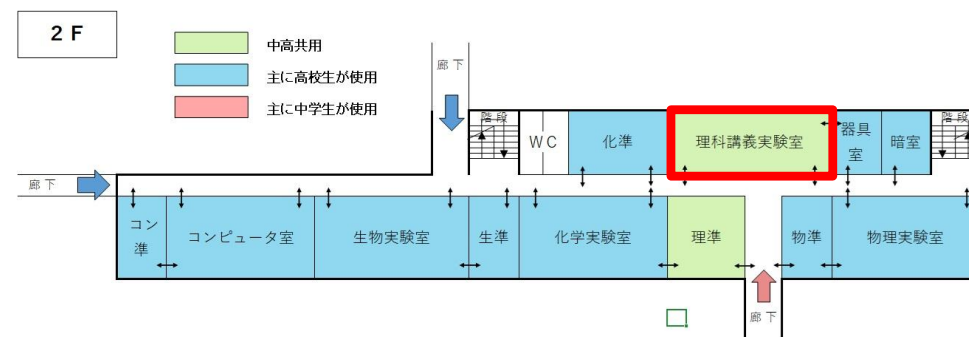 ２Ｆ
中高共用
主に高校生が使用
主に中学生が使用
廊下
階段
ＷＣ
化準
理科講義実験室
器具
室
暗室
階段
廊下
コン
準
コンピュータ室
生物実験室
生準
化学実験室
理準
物準
物理実験室
廊下